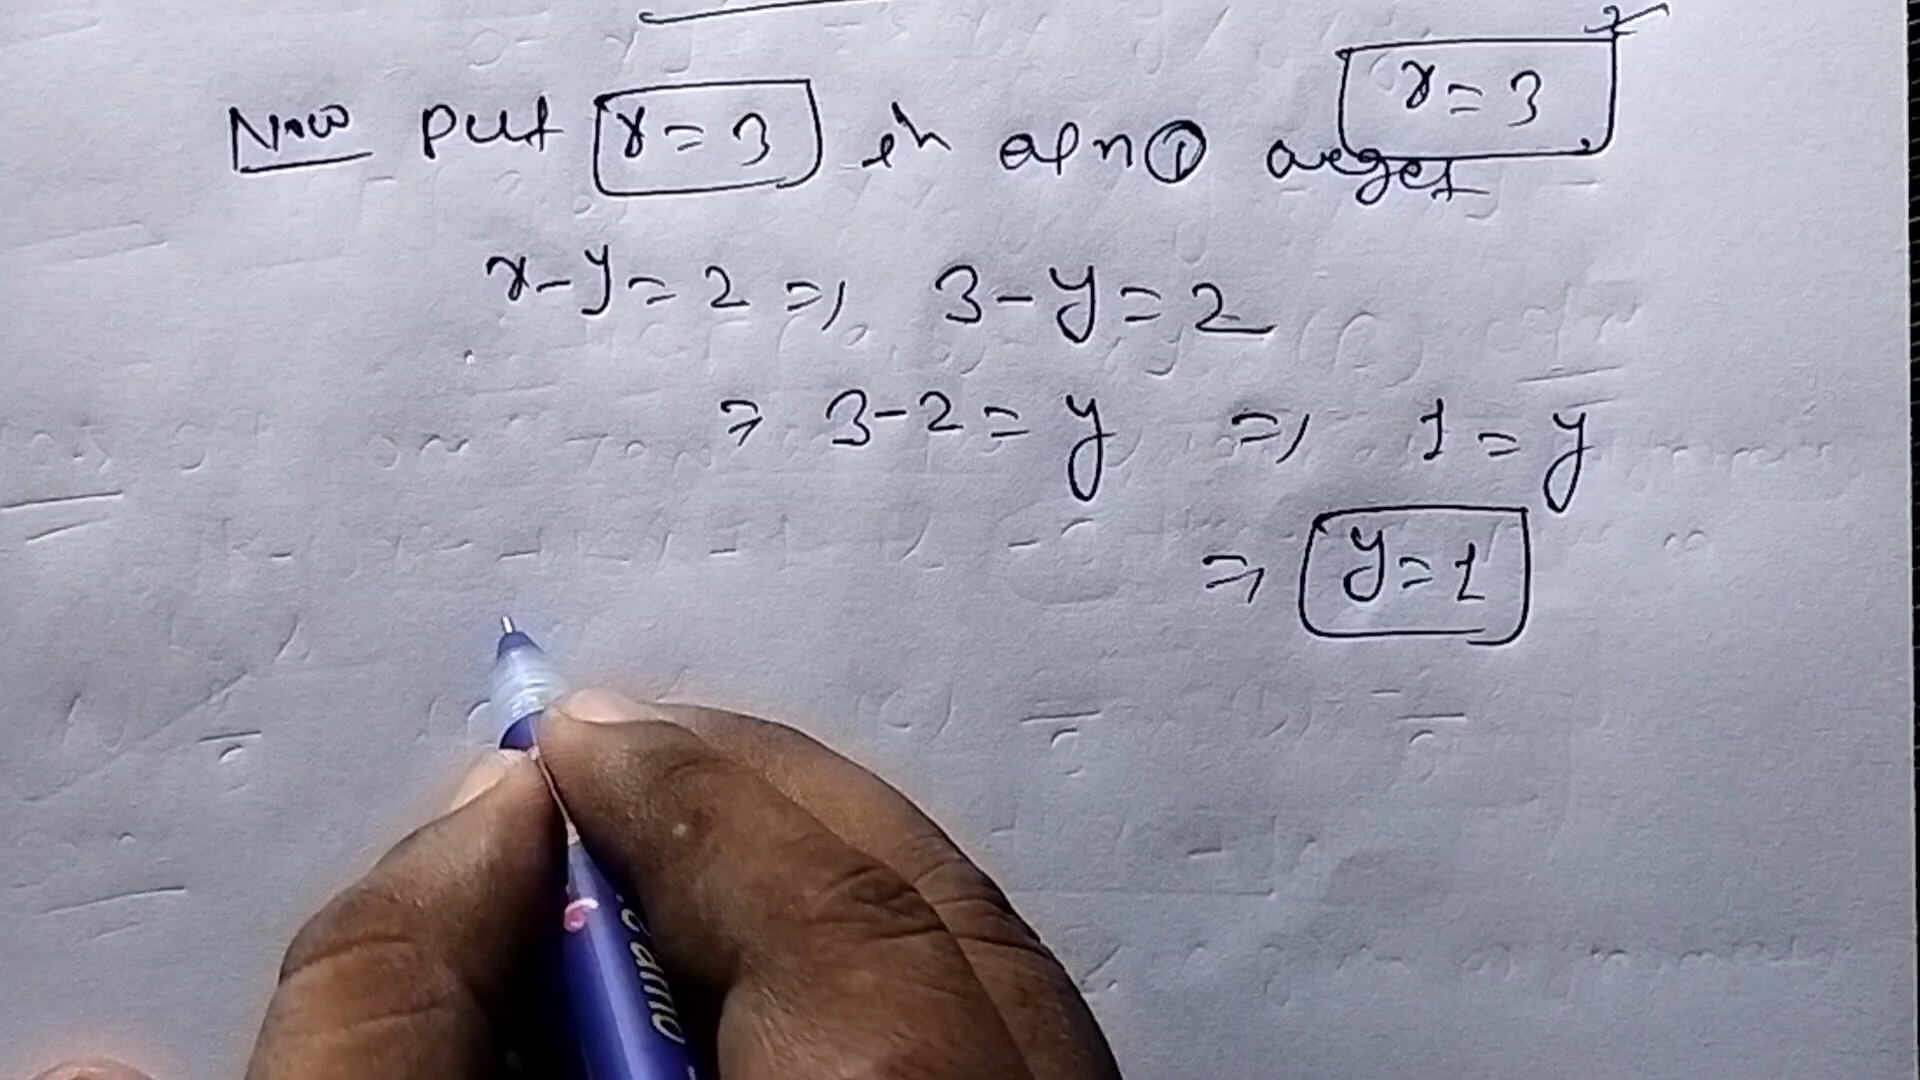 x = 3
Now put x = 3 in eqn ① we get
x - y = 2 => 3 - y = 2
=> 3 - 2 = y => 1 = y
=> y = 1